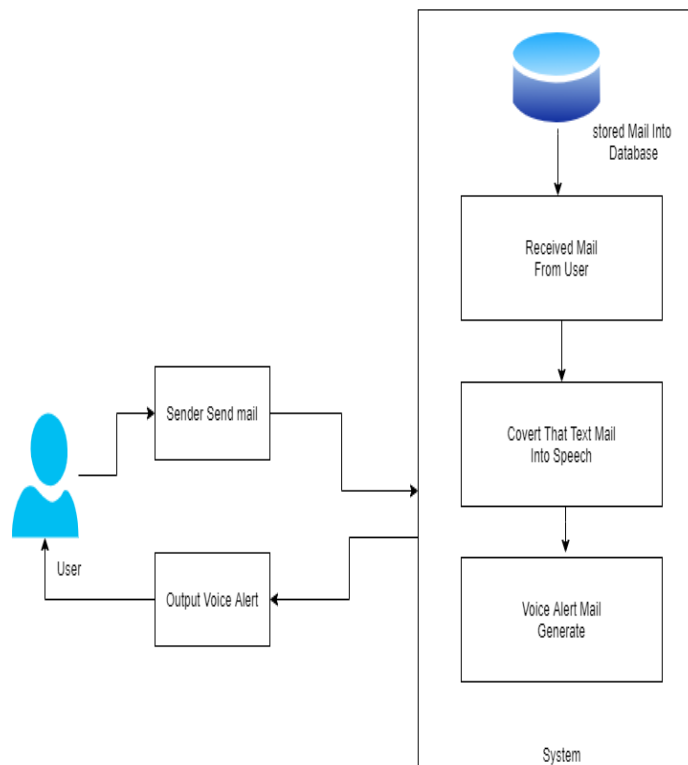 stored Mail Into
Database
Received Mail
From User
Sender Send mail
Covert That Text Mail
Into Speech
User
Output Voice Alert
Voice Alert Mail
Generate
System